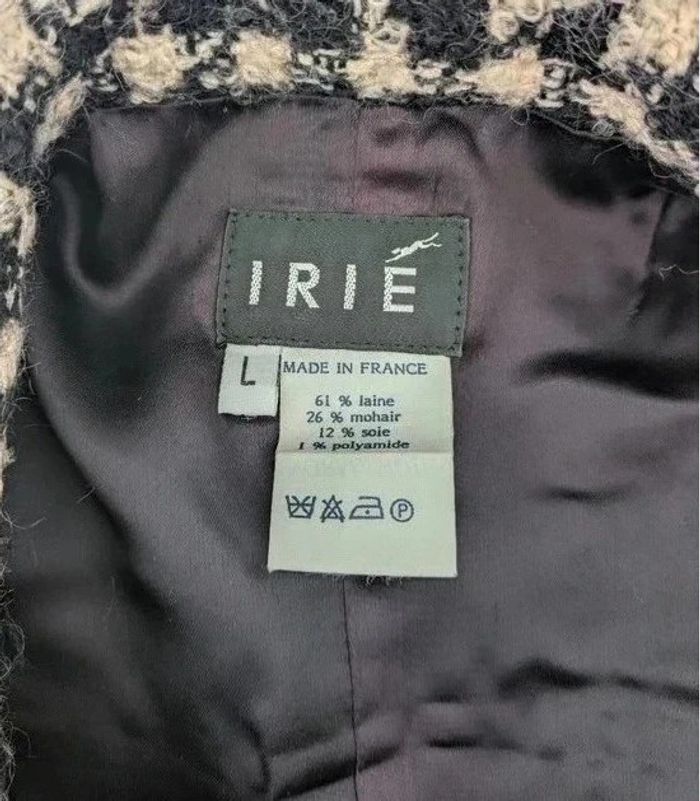 IRIÉ
L
MADE IN FRANCE
61 % laine
26 % mohair
12 % soie
1 % polyamide
P